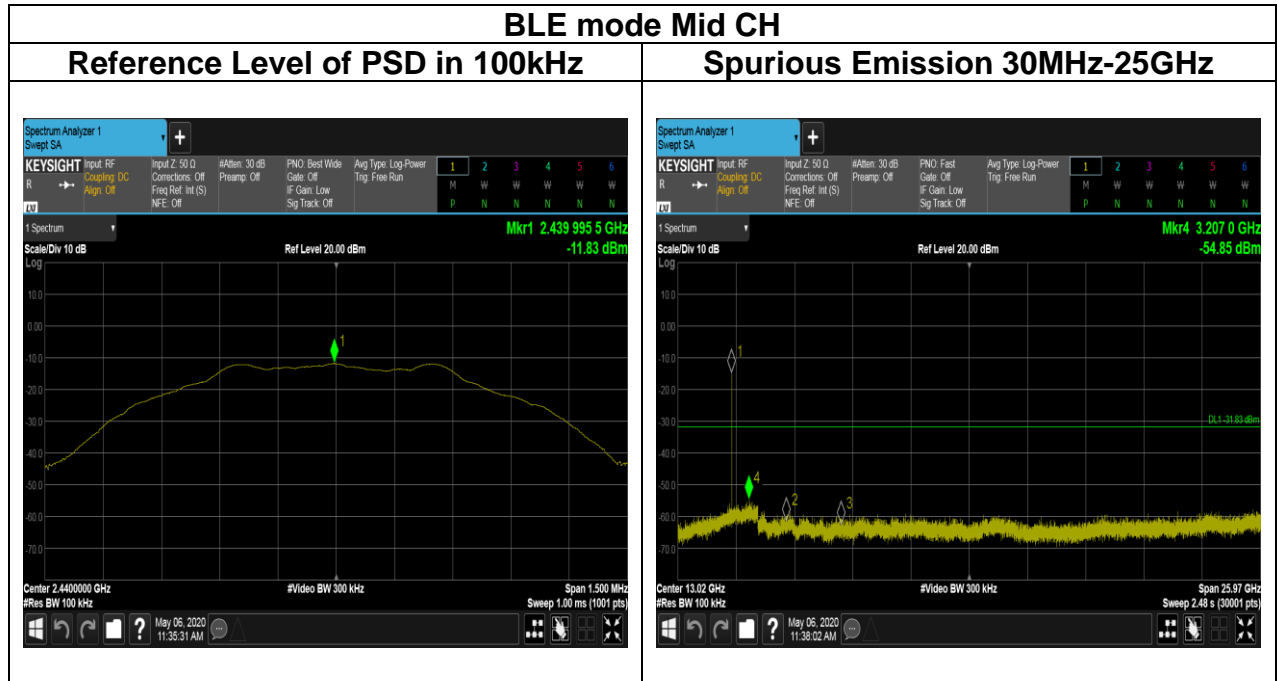 BLE mode Mid CH
Reference Level of PSD in 100kHz
Spurious Emission 30MHz-25GHz
Spectrum Analyzer 1
Swept SA
+
KEYSIGHT Input: RF Input Z: 50 Ω #Atten: 30 dB PNO: Best Wide Avg Type: Log-Power 1 2 3 4 5 6
R Coupling: DC Corrections: Off Preamp: Off Gate: Off Trig: Free Run M W W W W W
Align: Off Freq Ref: Int (S) IF Gain: Low
LXI NFE: Off Sig Track: Off P N N N N N
1 Spectrum
Mkr1 2.439 995 5 GHz
Scale/Div 10 dB Ref Level 20.00 dBm -11.83 dBm
Log
10.0
0.00
1
-10.0
-20.0
-30.0
-40.0
-50.0
-60.0
-70.0
Center 2.4400000 GHz #Video BW 300 kHz Span 1.500 MHz
#Res BW 100 kHz Sweep 1.00 ms (1001 pts)
? May 06, 2020
11:35:31 AM
Spectrum Analyzer 1
Swept SA
+
KEYSIGHT Input: RF Input Z: 50 Ω #Atten: 30 dB PNO: Fast Avg Type: Log-Power 1 2 3 4 5 6
R Coupling: DC Corrections: Off Preamp: Off Gate: Off Trig: Free Run M W W W W W
Align: Off Freq Ref: Int (S) IF Gain: Low
LXI NFE: Off Sig Track: Off P N N N N N
1 Spectrum
Mkr4 3.207 0 GHz
Scale/Div 10 dB Ref Level 20.00 dBm -54.85 dBm
Log
10.0
0.00
-10.0 1
-20.0
-30.0 DL1 -31.83 dBm
-40.0
-50.0 4
2 3
-60.0
-70.0
Center 13.02 GHz #Video BW 300 kHz Span 25.97 GHz
#Res BW 100 kHz Sweep 2.48 s (30001 pts)
? May 06, 2020
11:38:02 AM